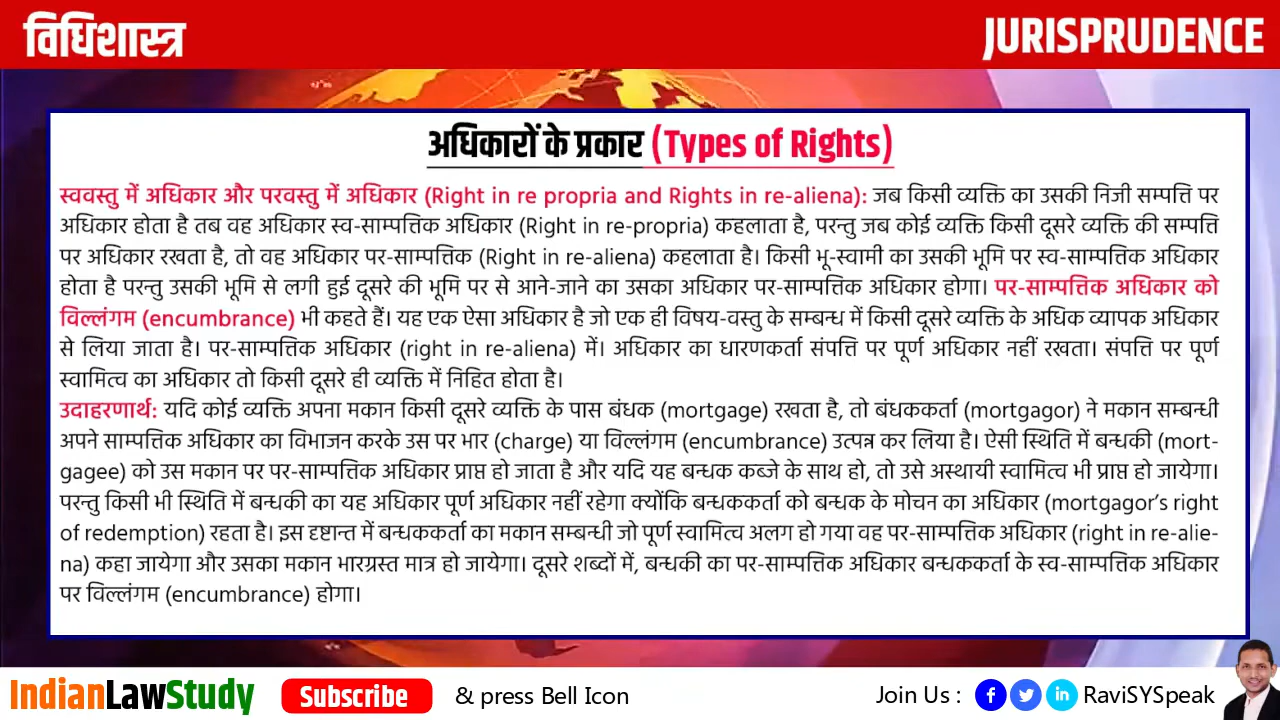 विधिशास्त्र
JURISPRUDENCE
अधिकारों के प्रकार (Types of Rights)
स्ववस्तु में अधिकार और परवस्तु में अधिकार (Right in re propria and Rights in re-aliena): जब किसी व्यक्ति का उसकी निजी सम्पत्ति पर
अधिकार होता है तब वह अधिकार स्व-साम्पत्तिक अधिकार (Right in re-propria) कहलाता है, परन्तु जब कोई व्यक्ति किसी दूसरे व्यक्ति की सम्पत्ति
पर अधिकार रखता है, तो वह अधिकार पर-साम्पत्तिक (Right in re-aliena) कहलाता है। किसी भू-स्वामी का उसकी भूमि पर स्व-साम्पत्तिक अधिकार
होता है परन्तु उसकी भूमि से लगी हुई दूसरे की भूमि पर से आने-जाने का उसका अधिकार पर-साम्पत्तिक अधिकार होगा। पर-साम्पत्तिक अधिकार को
विल्लंगम (encumbrance) भी कहते हैं। यह एक ऐसा अधिकार है जो एक ही विषय-वस्तु के सम्बन्ध में किसी दूसरे व्यक्ति के अधिक व्यापक अधिकार
से लिया जाता है। पर-साम्पत्तिक अधिकार (right in re-aliena) में। अधिकार का धारणकर्ता संपत्ति पर पूर्ण अधिकार नहीं रखता। संपत्ति पर पूर्ण
स्वामित्व का अधिकार तो किसी दूसरे ही व्यक्ति में निहित होता है।
उदाहरणार्थ: यदि कोई व्यक्ति अपना मकान किसी दूसरे व्यक्ति के पास बंधक (mortgage) रखता है, तो बंधककर्ता (mortgagor) ने मकान सम्बन्धी
अपने साम्पत्तिक अधिकार का विभाजन करके उस पर भार (charge) या विल्लंगम (encumbrance) उत्पन्न कर लिया है। ऐसी स्थिति में बन्धकी (mort-
gagee) को उस मकान पर पर-साम्पत्तिक अधिकार प्राप्त हो जाता है और यदि यह बन्धक कब्जे के साथ हो, तो उसे अस्थायी स्वामित्व भी प्राप्त हो जायेगा।
परन्तु किसी भी स्थिति में बन्धकी का यह अधिकार पूर्ण अधिकार नहीं रहेगा क्योंकि बन्धककर्ता को बन्धक के मोचन का अधिकार (mortgagor's right
of redemption) रहता है। इस दृष्टान्त में बन्धककर्ता का मकान सम्बन्धी जो पूर्ण स्वामित्व अलग हो गया वह पर-साम्पत्तिक अधिकार (right in re-alie-
na) कहा जायेगा और उसका मकान भारग्रस्त मात्र हो जायेगा। दूसरे शब्दों में, बन्धकी का पर-साम्पत्तिक अधिकार बन्धककर्ता के स्व-साम्पत्तिक अधिकार
पर विल्लंगम (encumbrance) होगा।
IndianLawStudy Subscribe & press Bell Icon Join Us : RaviSYSpeak